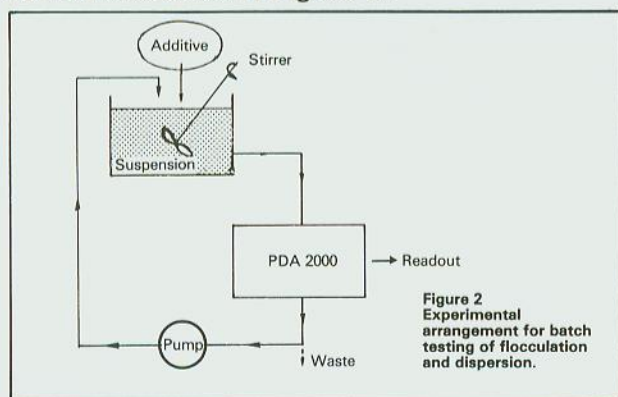 Additive
Stirrer
Suspension
PDA 2000
Readout
Figure 2
Experimental
arrangement for batch
testing of flocculation
and dispersion.
Pump
Waste